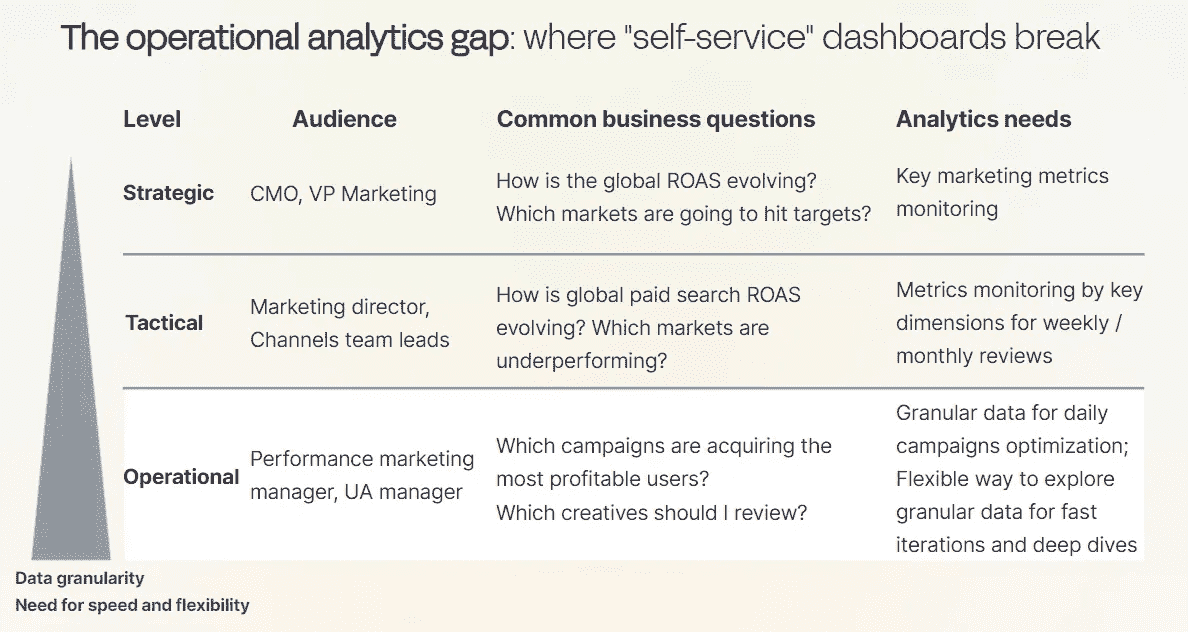 The operational analytics gap: where "self-service" dashboards break
Level
Audience
Common business questions
Analytics needs
Strategic
CMO, VP Marketing
How is the global ROAS evolving?
Which markets are going to hit targets?
Key marketing metrics
monitoring
Tactical
Marketing director,
Channels team leads
How is global paid search ROAS
evolving? Which markets are
underperforming?
Metrics monitoring by key
dimensions for weekly /
monthly reviews
Operational
Performance marketing
manager, UA manager
Which campaigns are acquiring the
most profitable users?
Which creatives should I review?
Granular data for daily
campaigns optimization;
Flexible way to explore
granular data for fast
iterations and deep dives
Data granularity
Need for speed and flexibility